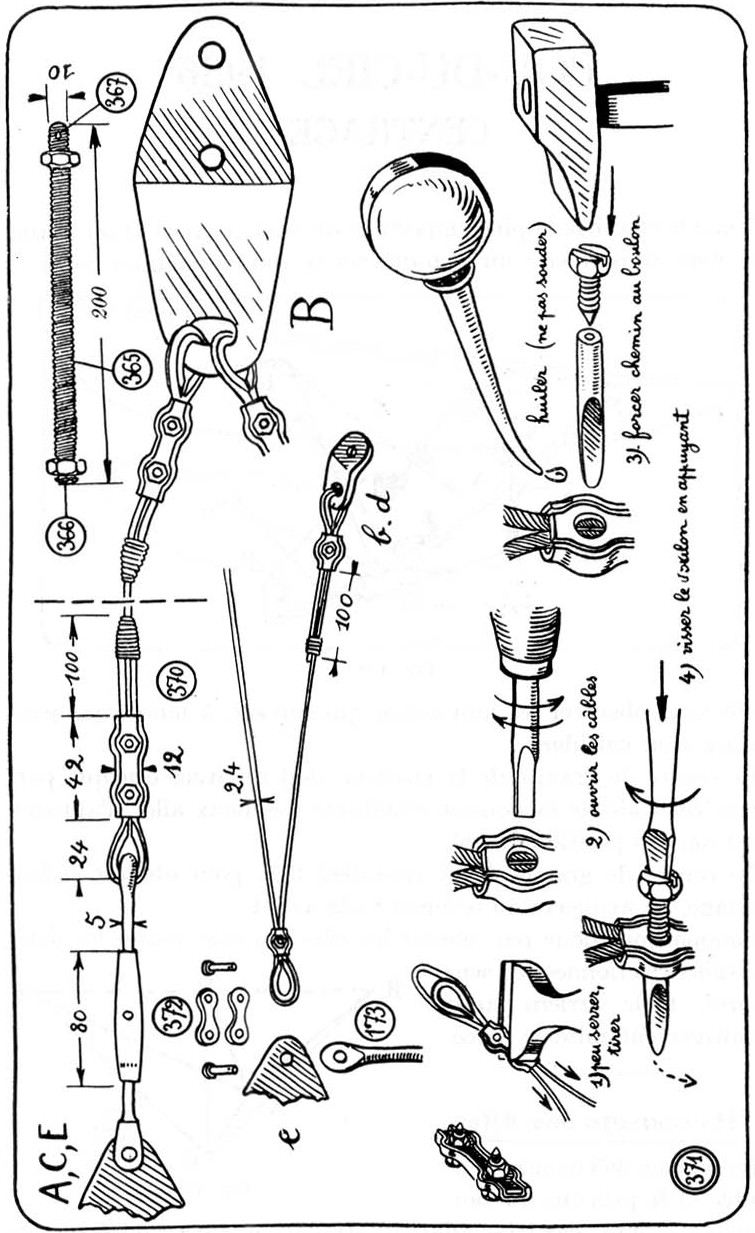 A, C, E
80
5
24
42
12
100
370
B
366
365
200
367
10
e
372
173
2.4
100
b.d
371
1) peu serrer,
tirer
2) ouvrir les câbles
huiler (ne pas souder)
3) forcer chemin au boulon
4) visser le boulon en appuyant